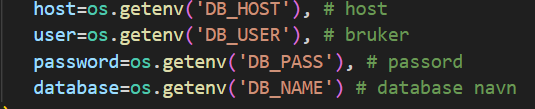 host=os.getenv('DB_HOST'), # host
user=os.getenv('DB_USER'), # bruker
password=os.getenv('DB_PASS'), # passord
database=os.getenv('DB_NAME') # database navn